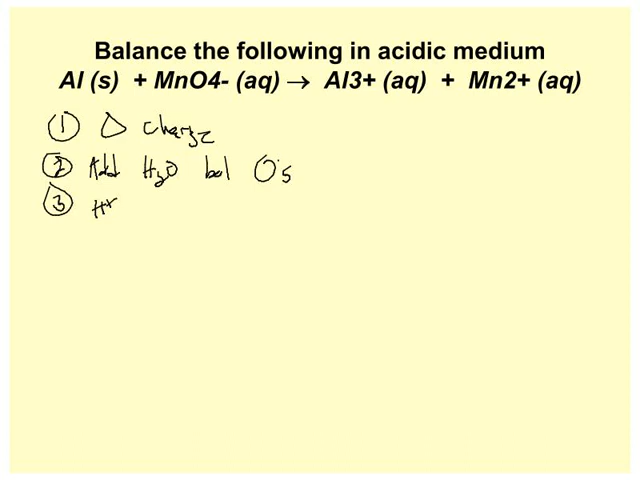 Balance the following in acidic medium
Al (s) + MnO4- (aq) → Al3+ (aq) + Mn2+ (aq)
① Δ charge
② Add H2O bal O's
③ H+